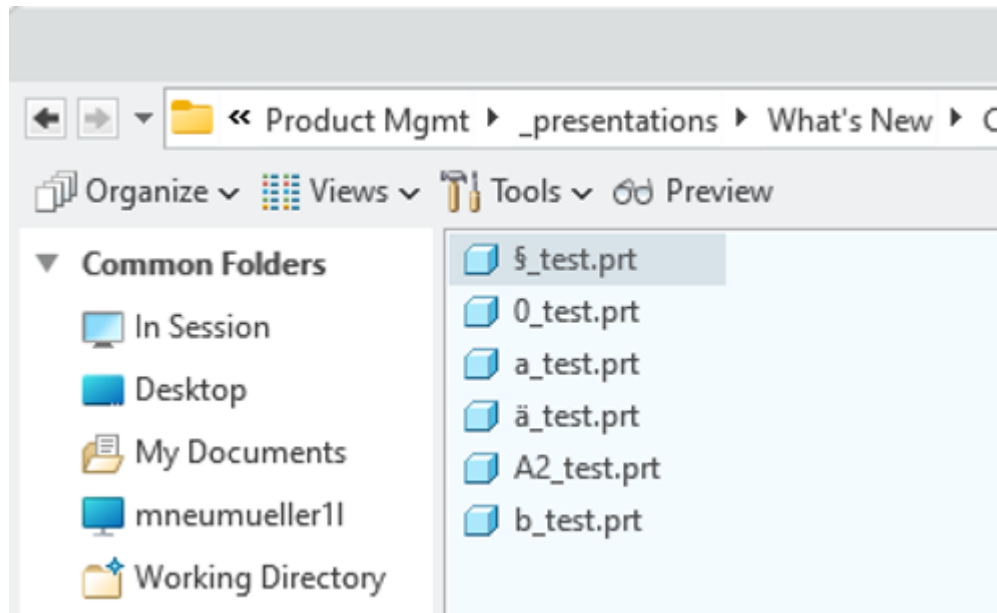 « Product Mgmt ▸ _presentations ▸ What's New ▸
Organize Views Tools Preview
Common Folders
In Session
Desktop
My Documents
mneumueller1l
Working Directory
§_test.prt
0_test.prt
a_test.prt
ä_test.prt
A2_test.prt
b_test.prt